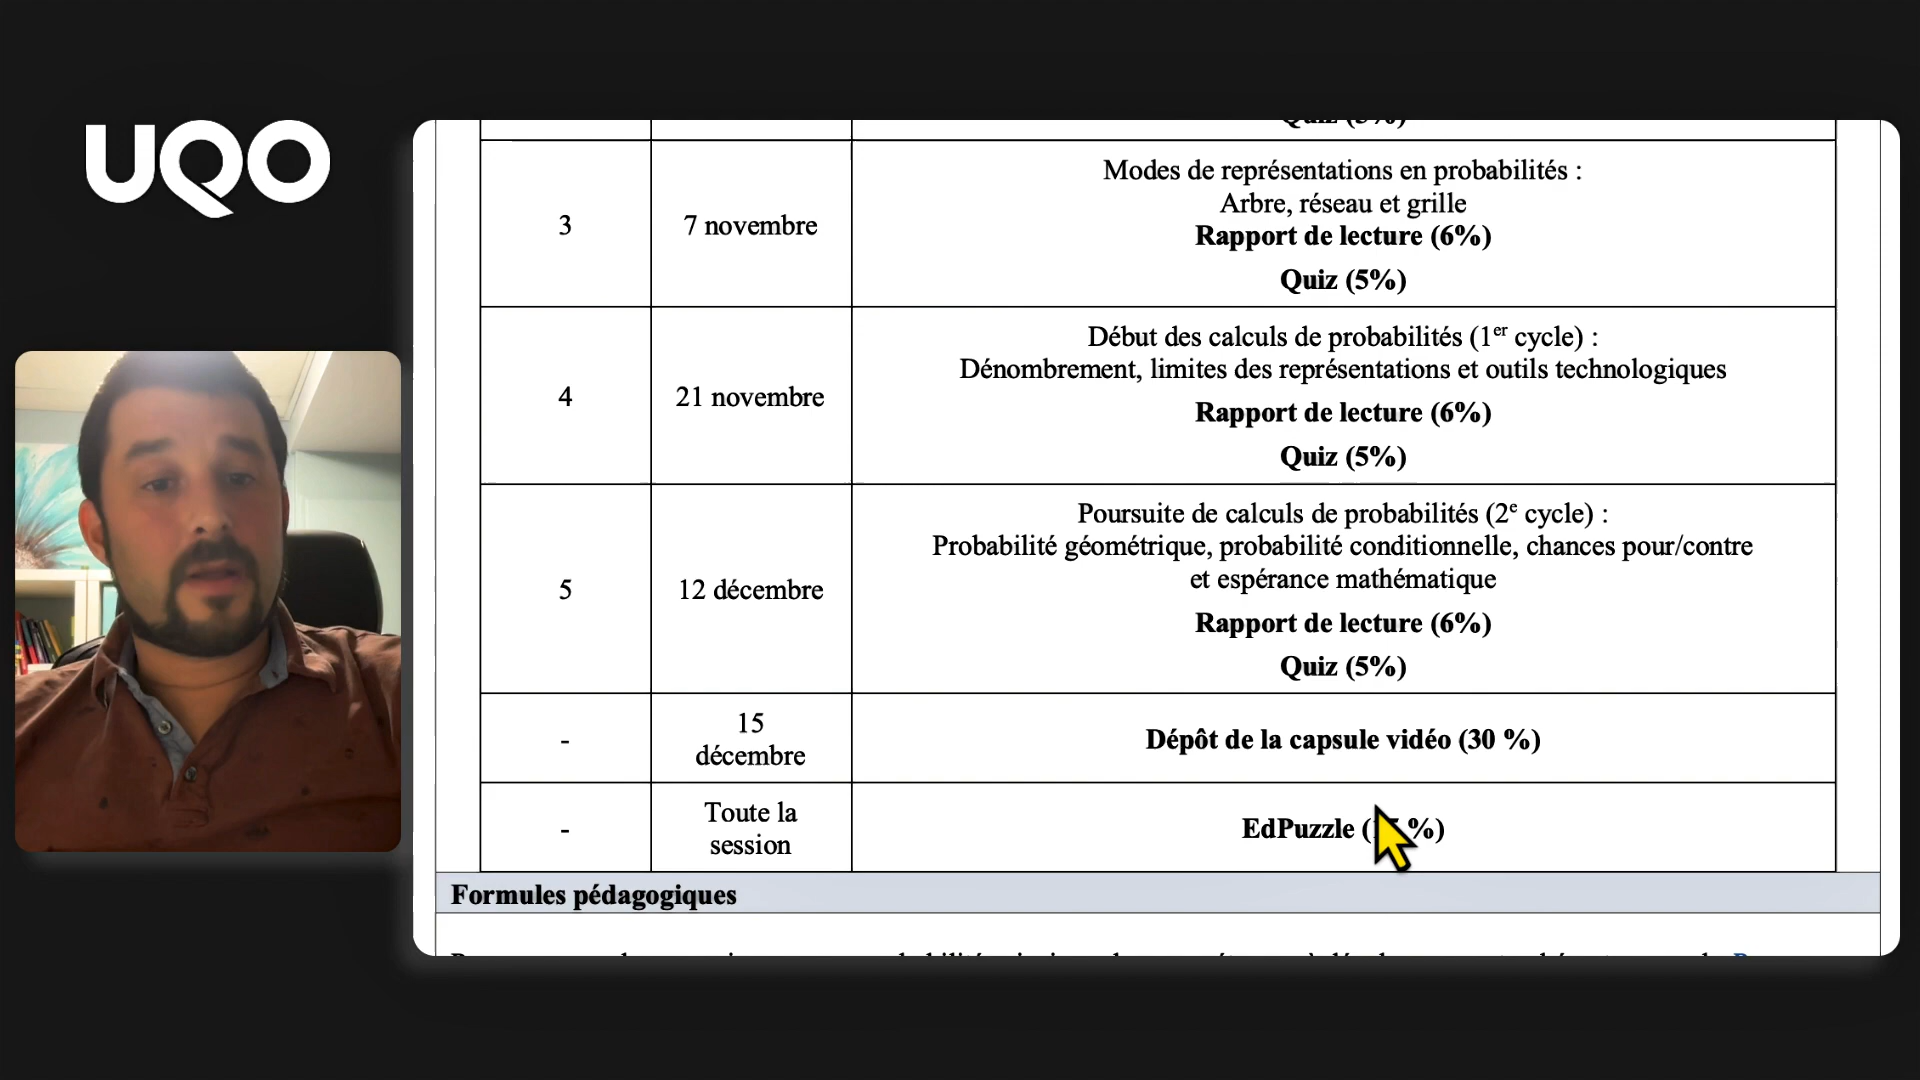 UQO
Quiz (5%)
Modes de représentations en probabilités :
Arbre, réseau et grille
3
7 novembre
Rapport de lecture (6%)
Quiz (5%)
Début des calculs de probabilités (1er cycle) :
Dénombrement, limites des représentations et outils technologiques
4
21 novembre
Rapport de lecture (6%)
Quiz (5%)
Poursuite de calculs de probabilités (2e cycle) :
Probabilité géométrique, probabilité conditionnelle, chances pour/contre
et espérance mathématique
5
12 décembre
Rapport de lecture (6%)
Quiz (5%)
-
15
décembre
Dépôt de la capsule vidéo (30 %)
-
Toute la
session
EdPuzzle ( %)
Formules pédagogiques